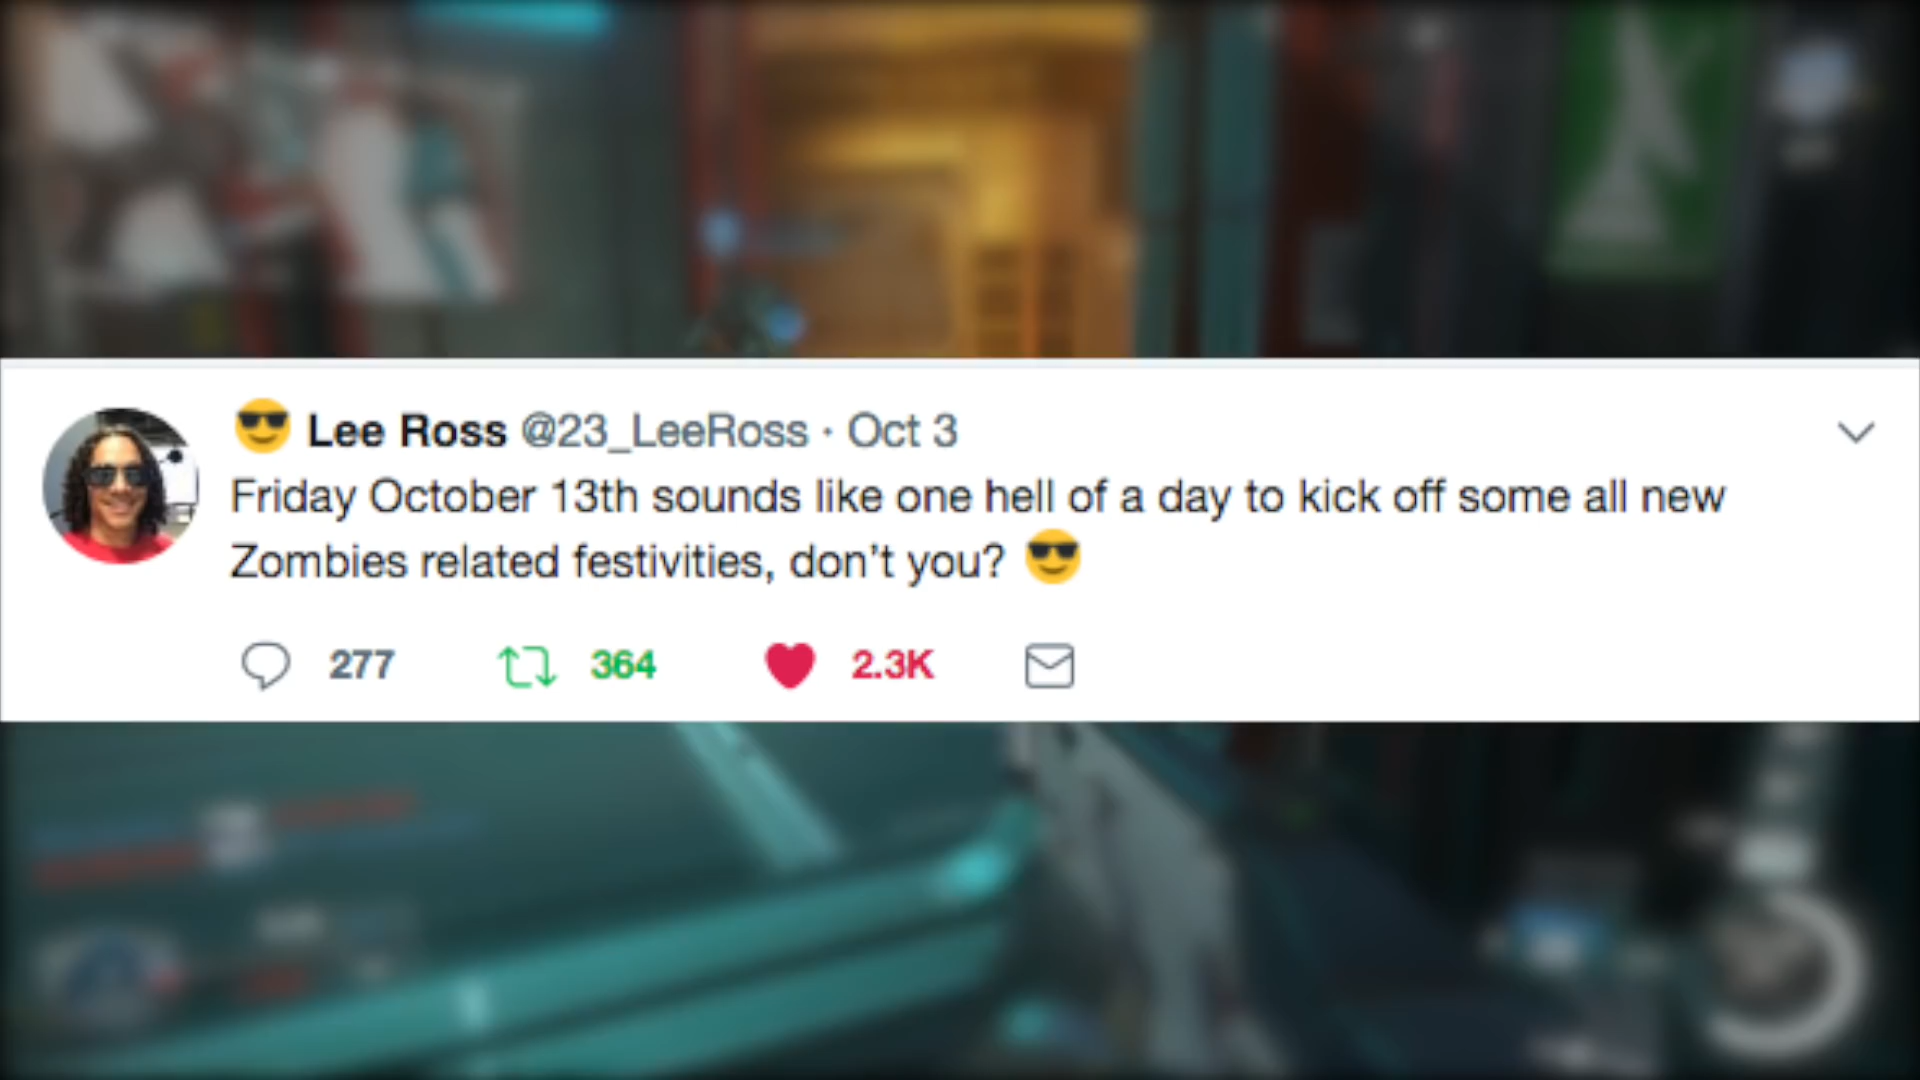 😎 Lee Ross @23_LeeRoss · Oct 3
Friday October 13th sounds like one hell of a day to kick off some all new
Zombies related festivities, don't you? 😎
277 364 2.3K